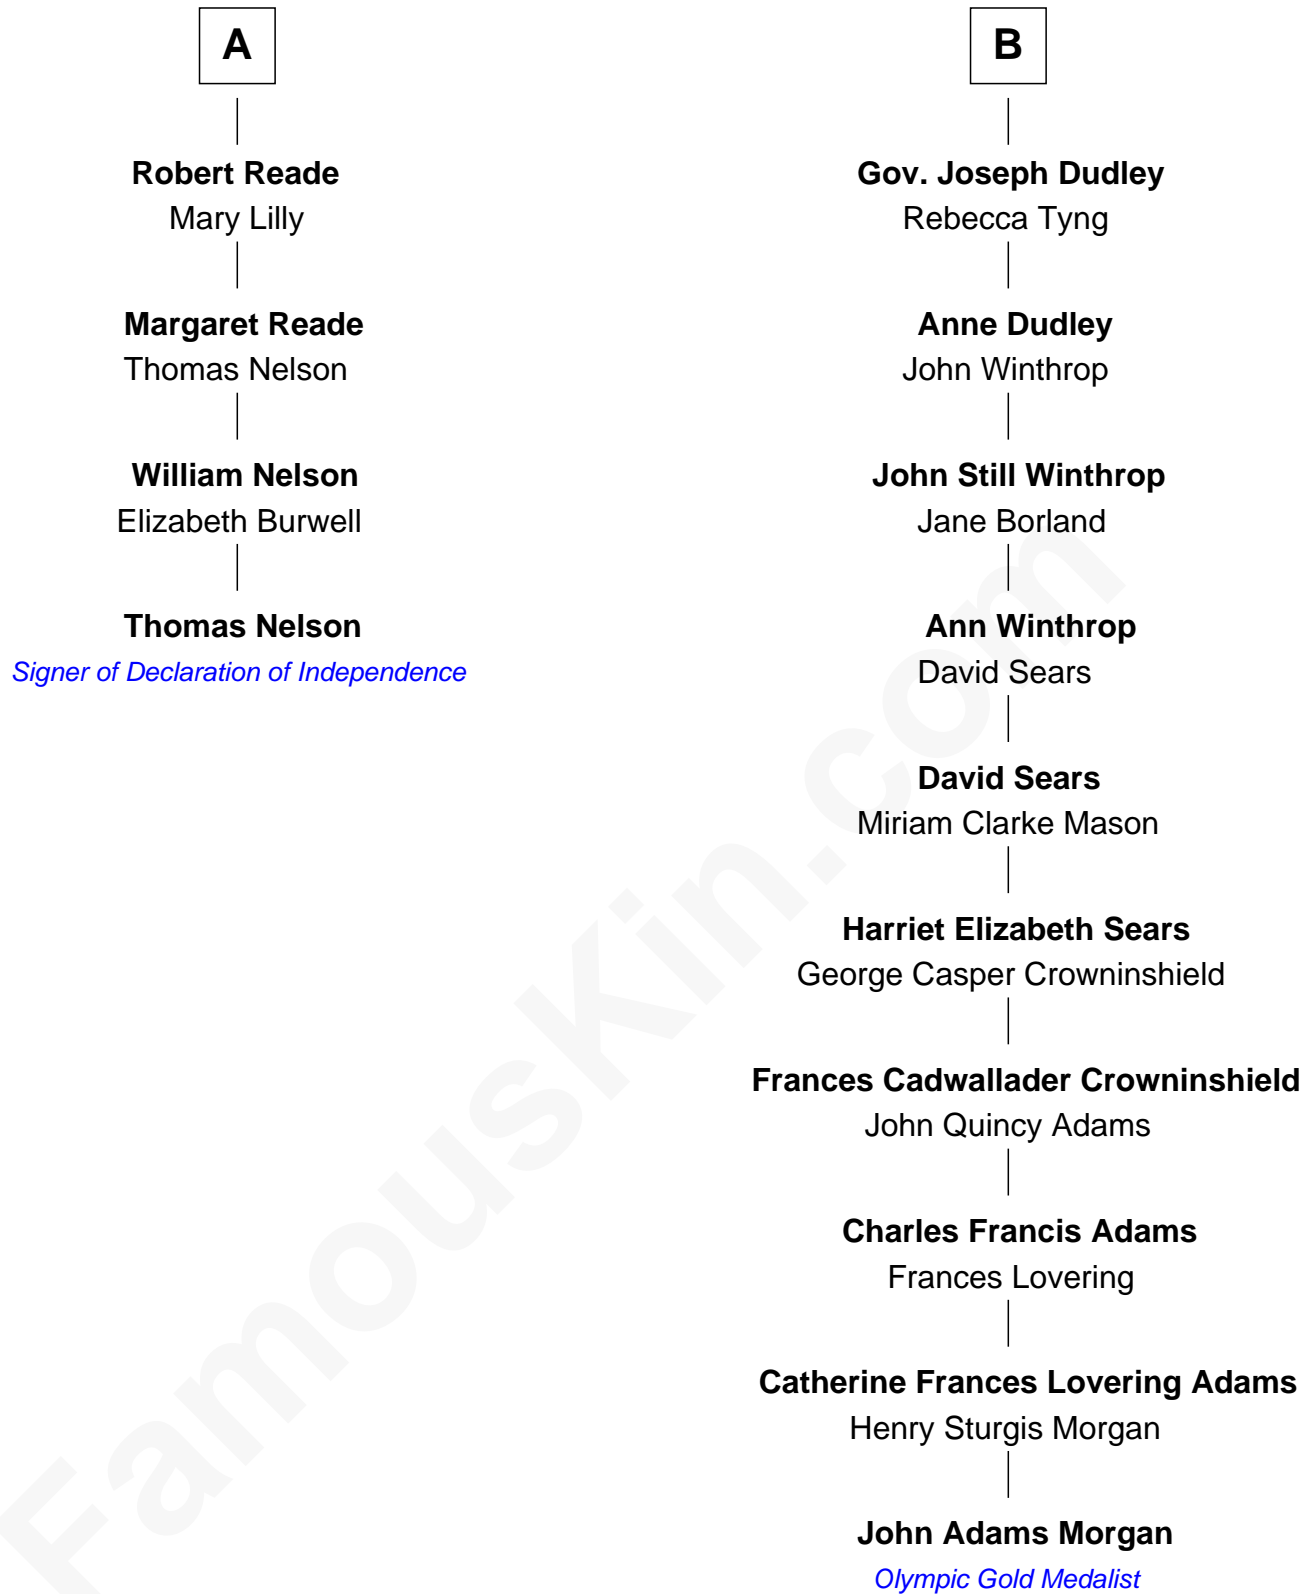 A
Robert Reade
Mary Lilly
Margaret Reade
Thomas Nelson
William Nelson
Elizabeth Burwell
Thomas Nelson
Signer of Declaration of Independence
B
Gov. Joseph Dudley
Rebecca Tyng
Anne Dudley
John Winthrop
John Still Winthrop
Jane Borland
Ann Winthrop
David Sears
David Sears
Miriam Clarke Mason
Harriet Elizabeth Sears
George Casper Crowninshield
Frances Cadwallader Crowninshield
John Quincy Adams
Charles Francis Adams
Frances Lovering
Catherine Frances Lovering Adams
Henry Sturgis Morgan
John Adams Morgan
Olympic Gold Medalist
FamousKin.com